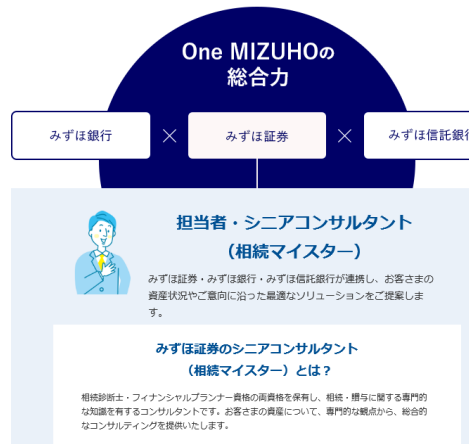 One MIZUHOの
総合力
みずほ銀行 × みずほ証券 × みずほ信託銀行
担当者・シニアコンサルタント
（相続マイスター）
みずほ証券・みずほ銀行・みずほ信託銀行が連携し、お客さまの
資産状況やご意向に沿った最適なソリューションをご提案しま
す。
みずほ証券のシニアコンサルタント
（相続マイスター）とは？
相続診断士・フィナンシャルプランナー資格の両資格を保有し、相続・贈与に関する専門的
な知識を有するコンサルタントです。お客さまの資産について、専門的な観点から、総合的
なコンサルティングを提供いたします。